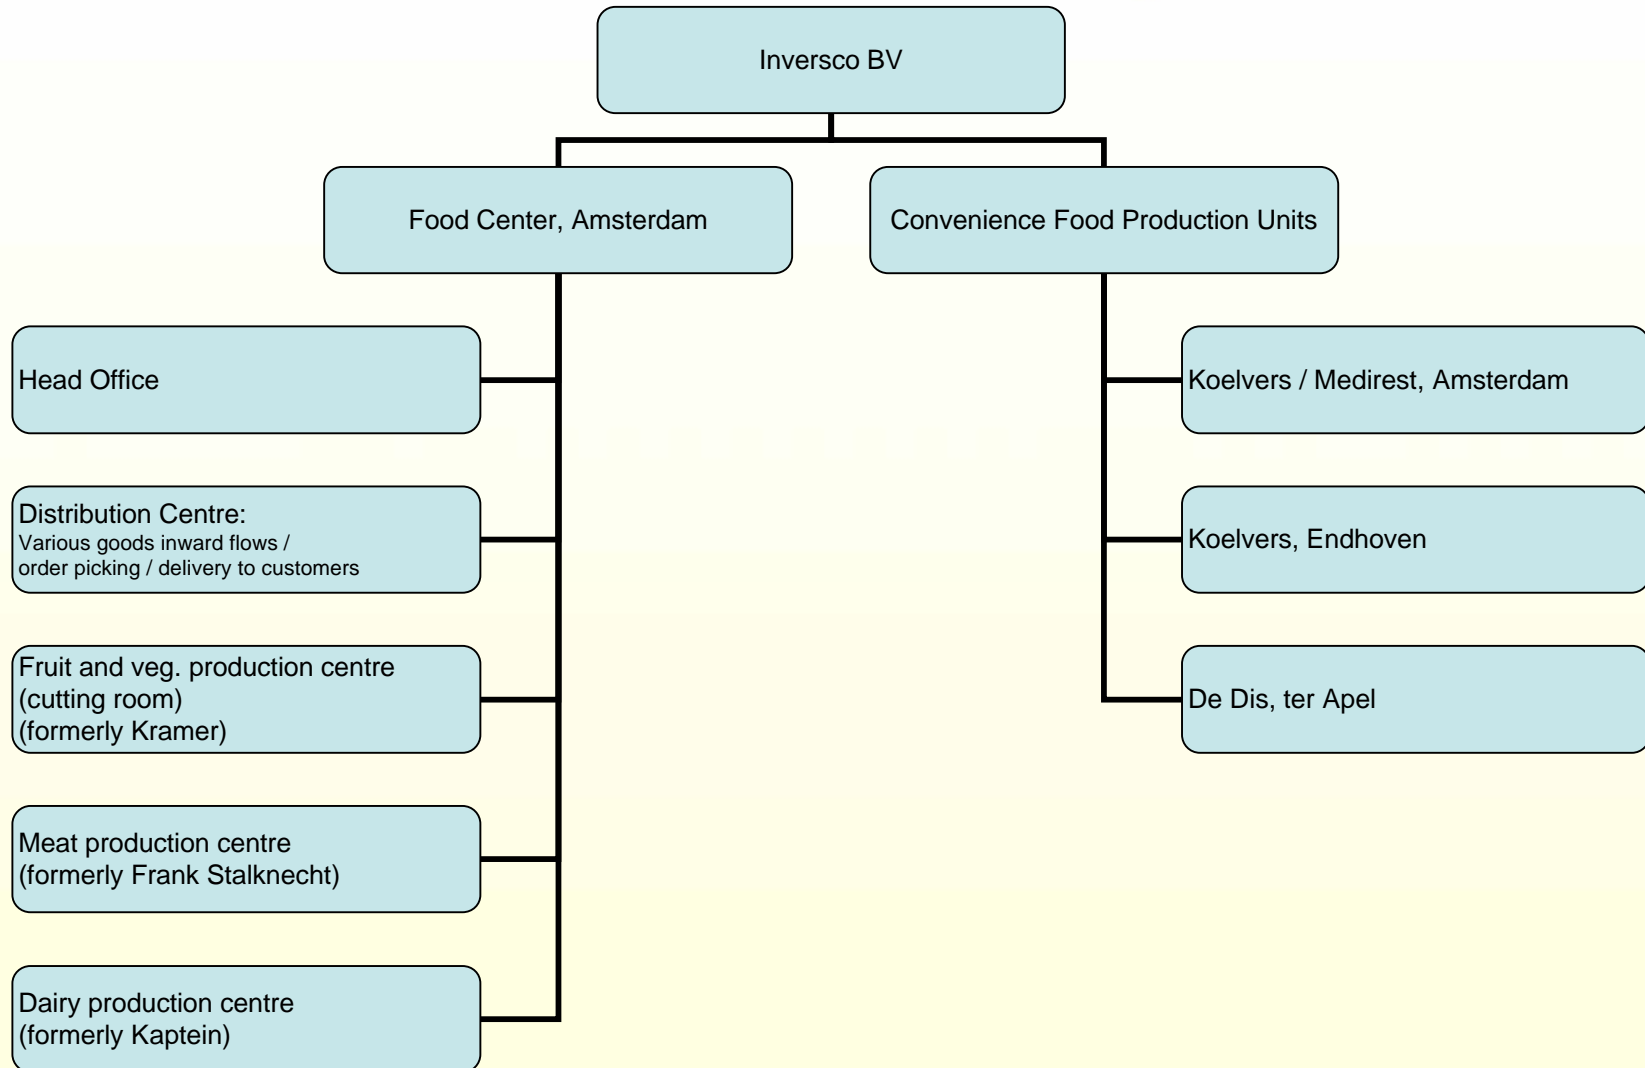 Inversco BV
Food Center, Amsterdam
Convenience Food Production Units
Head Office
Distribution Centre:
Various goods inward flows /
order picking / delivery to customers
Fruit and veg. production centre
(cutting room)
(formerly Kramer)
Meat production centre
(formerly Frank Stalknecht)
Dairy production centre
(formerly Kaptein)
Koelvers / Medirest, Amsterdam
Koelvers, Endhoven
De Dis, ter Apel